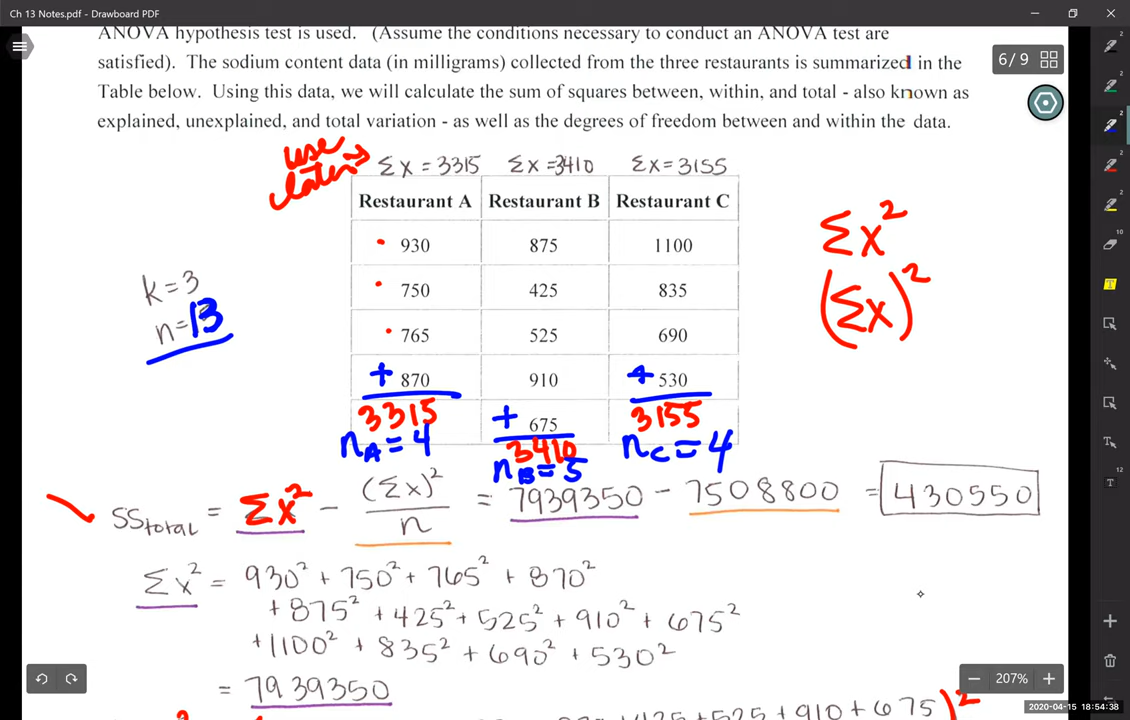 Ch 13 Notes.pdf - Drawboard PDF
ANOVA hypothesis test is used. (Assume the conditions necessary to conduct an ANOVA test are
satisfied). The sodium content data (in milligrams) collected from the three restaurants is summarized in the
Table below. Using this data, we will calculate the sum of squares between, within, and total - also known as
explained, unexplained, and total variation - as well as the degrees of freedom between and within the data.
6/9
use later →
Σx = 3315 Σx = 3410 Σx = 3155
Restaurant A Restaurant B Restaurant C
930 875 1100
750 425 835
765 525 690
+ 870 910 + 530
3315 + 675 3155
n_A = 4 3410 n_C = 4
n_B = 5
k = 3
n = 13
Σx²
(Σx)²
SStotal = Σx² - (Σx)²/n = 7939350 - 7508800 = 430550
Σx² = 930² + 750² + 765² + 870²
+ 875² + 425² + 525² + 910² + 675²
+ 1100² + 835² + 690² + 530²
= 7939350
+ 525 + 910 + 675)²
207%
2020-04-15 18:54:38